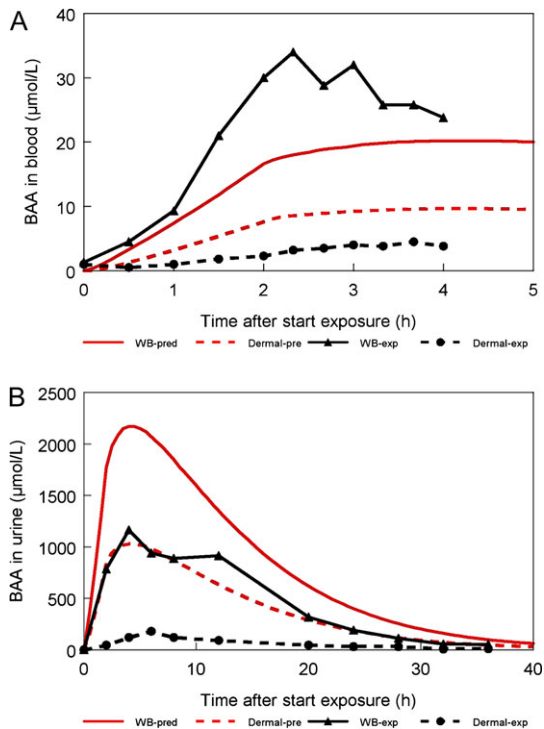 A
BAA in blood (µmol/L)
40
30
20
10
0
0 1 2 3 4 5
Time after start exposure (h)
WB-pred Dermal-pre WB-exp Dermal-exp
B
BAA in urine (µmol/L)
2500
2000
1500
1000
500
0
0 10 20 30 40
Time after start exposure (h)
WB-pred Dermal-pre WB-exp Dermal-exp